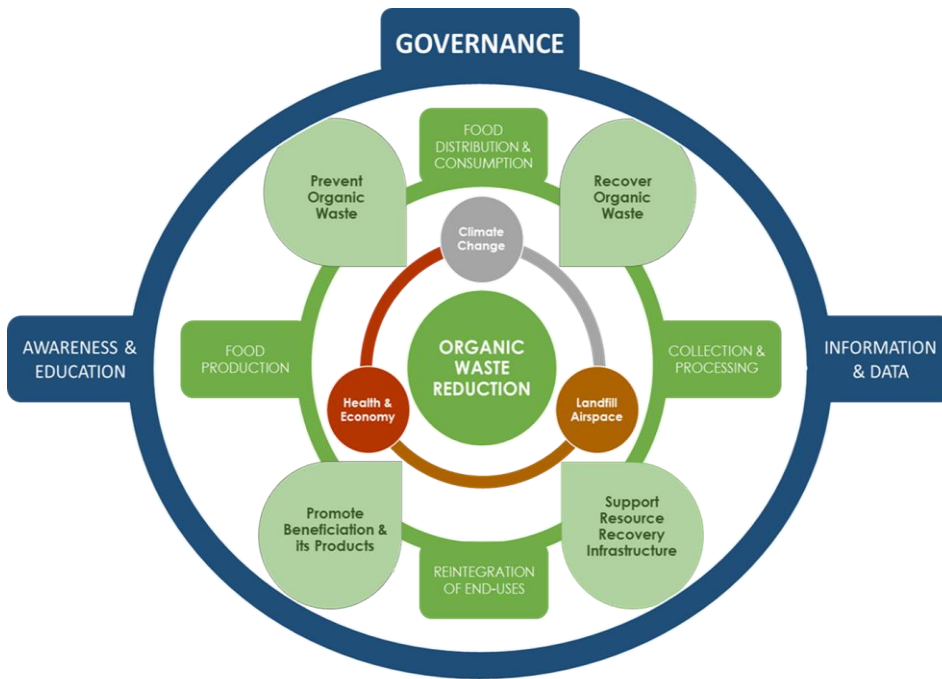 GOVERNANCE
FOOD
DISTRIBUTION &
CONSUMPTION
Prevent
Organic
Waste
Recover
Organic
Waste
Climate
Change
AWARENESS &
EDUCATION
FOOD
PRODUCTION
ORGANIC
WASTE
REDUCTION
COLLECTION &
PROCESSING
INFORMATION
& DATA
Health &
Economy
Landfill
Airspace
Promote
Beneficiation &
its Products
Support
Resource
Recovery
Infrastructure
REINTEGRATION
OF END-USES